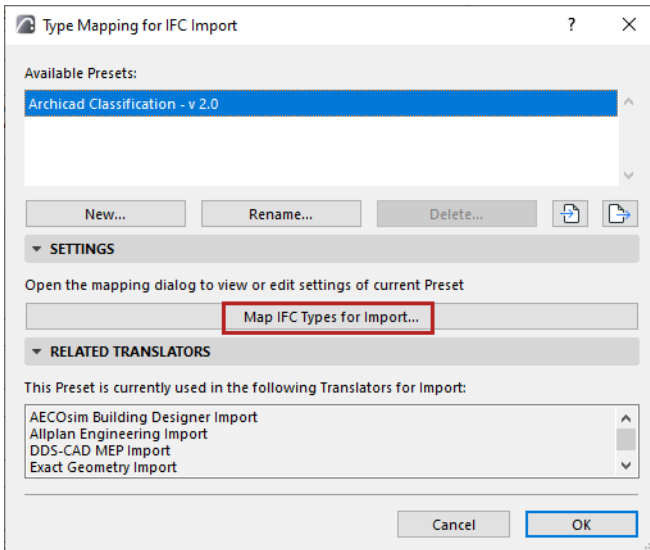 Type Mapping for IFC Import
?
Available Presets:
Archicad Classification - v 2.0
New...
Rename...
Delete...
SETTINGS
Open the mapping dialog to view or edit settings of current Preset
Map IFC Types for Import...
RELATED TRANSLATORS
This Preset is currently used in the following Translators for Import:
AECOsim Building Designer Import
Allplan Engineering Import
DDS-CAD MEP Import
Exact Geometry Import
Cancel
OK